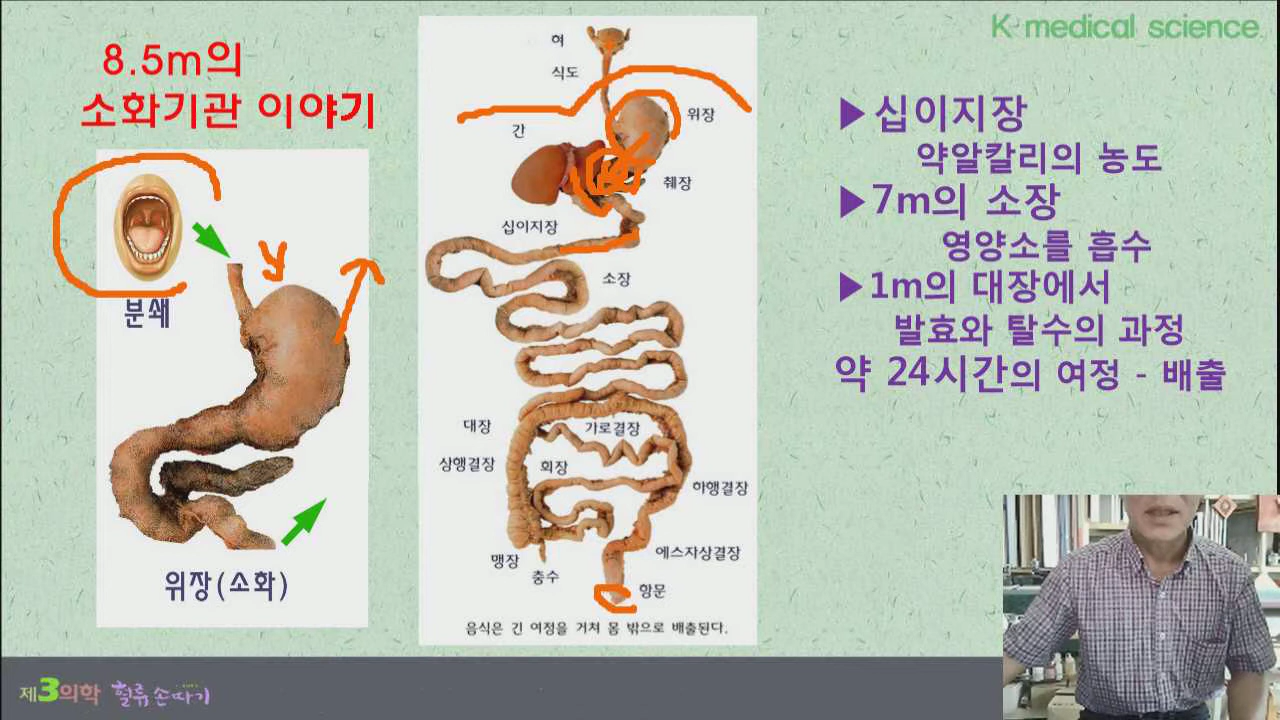 K medical science
8.5m의
소화기관 이야기
분쇄
위장(소화)
혀
식도
위장
간
췌장
십이지장
소장
대장
가로결장
상행결장
회장
하행결장
맹장
충수
에스자상결장
항문
음식은 긴 여정을 거쳐 몸 밖으로 배출된다.
▶십이지장
약알칼리의 농도
▶7m의 소장
영양소를 흡수
▶1m의 대장에서
발효와 탈수의 과정
약 24시간의 여정 - 배출
제3의학 혈류 손따기